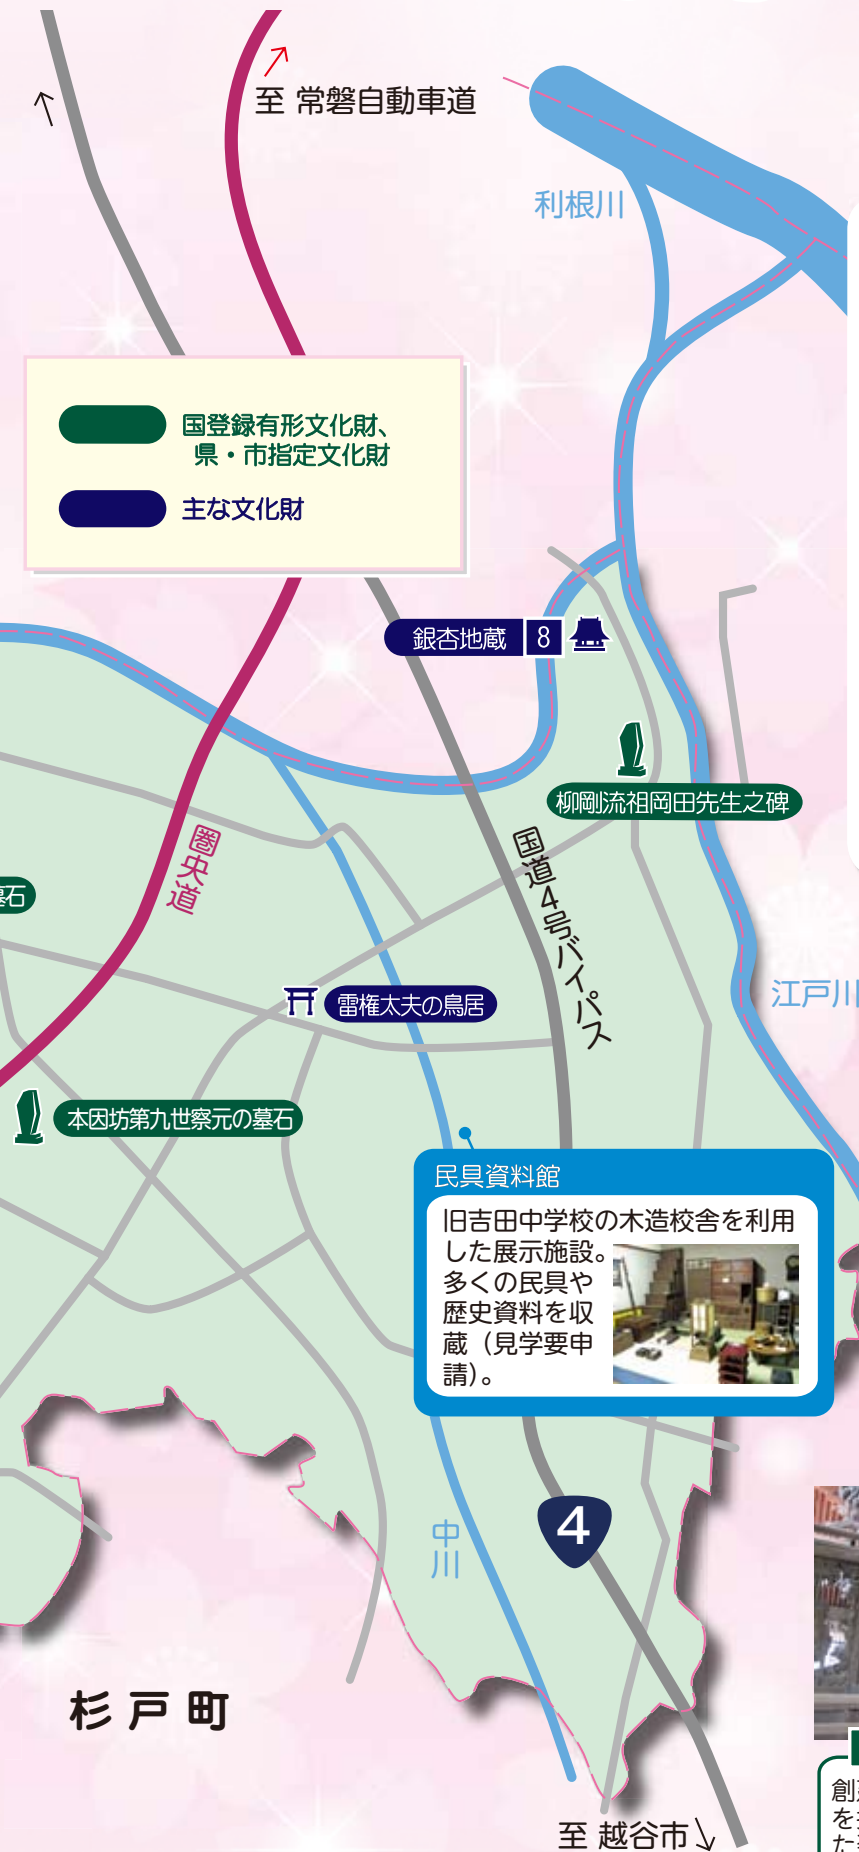 至 常磐自動車道
利根川
国登録有形文化財、
県・市指定文化財
主な文化財
銀杏地蔵 8
柳剛流祖岡田先生之碑
圏央道
国道4号バイパス
墓石
江戸川
雷権太夫の鳥居
本因坊第九世察元の墓石
民具資料館
旧吉田中学校の木造校舎を利用
した展示施設。
多くの民具や
歴史資料を収
蔵（見学要申
請）。
4
中川
杉戸町
至 越谷市
創
を
た